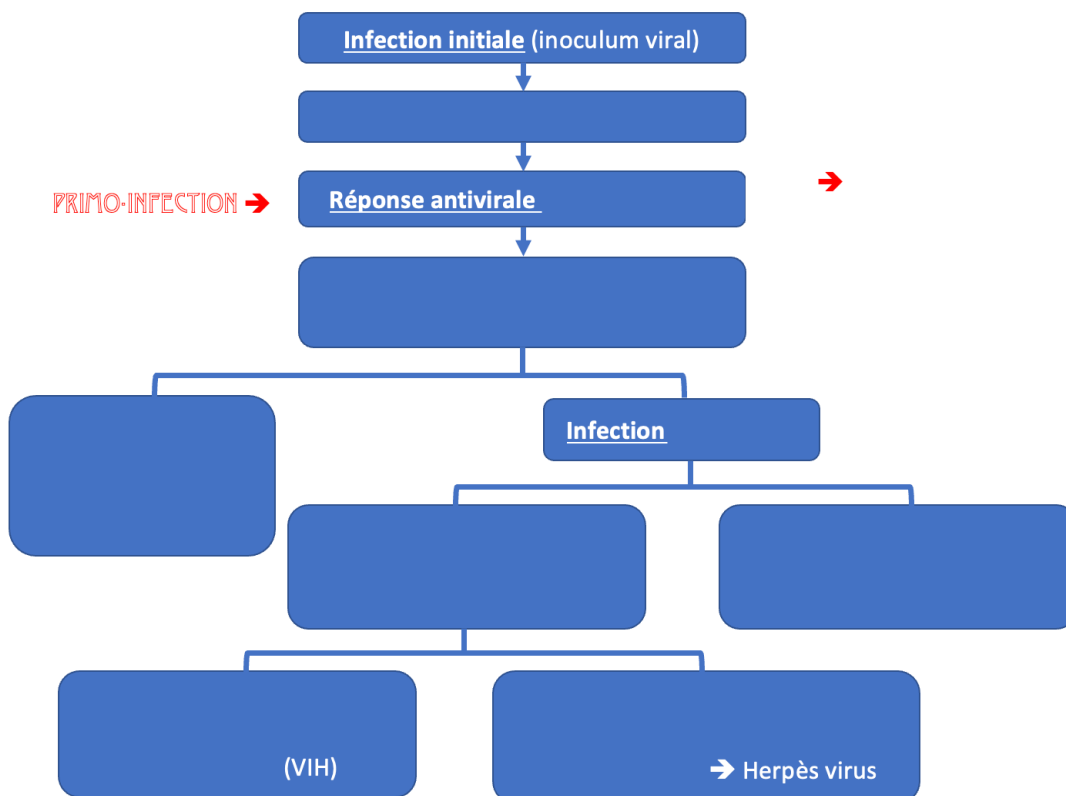 Infection initiale (inoculum viral)
PRIMO-INFECTION ➔
➔
Réponse antivirale
Infection
(VIH)
➔ Herpès virus